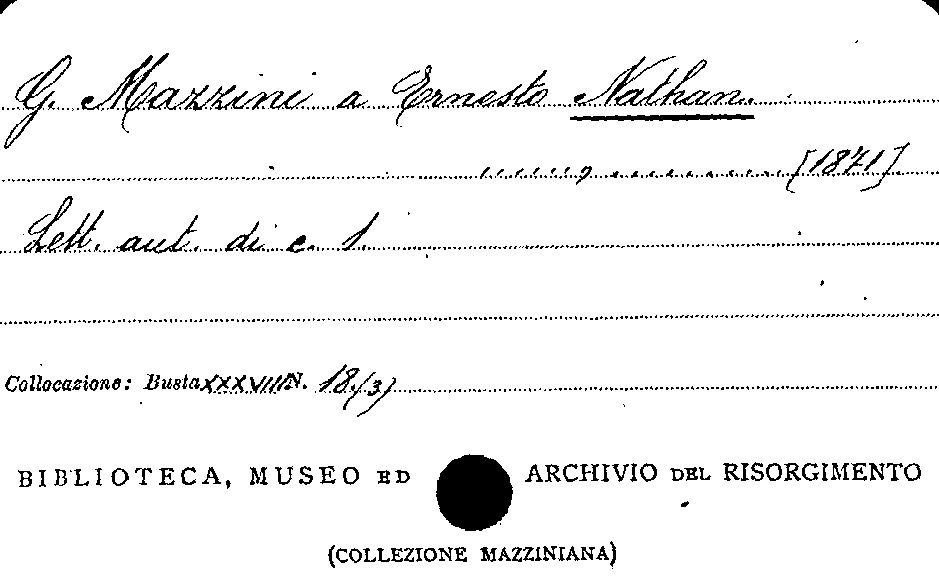 G. Mazzini a Ernesto Nathan.
......, ............ [1871].
Lett. aut. di c. 1.
Collocazione: Busta XXXVIII N. 18.(3)
BIBLIOTECA, MUSEO ED ARCHIVIO DEL RISORGIMENTO
(COLLEZIONE MAZZINIANA)